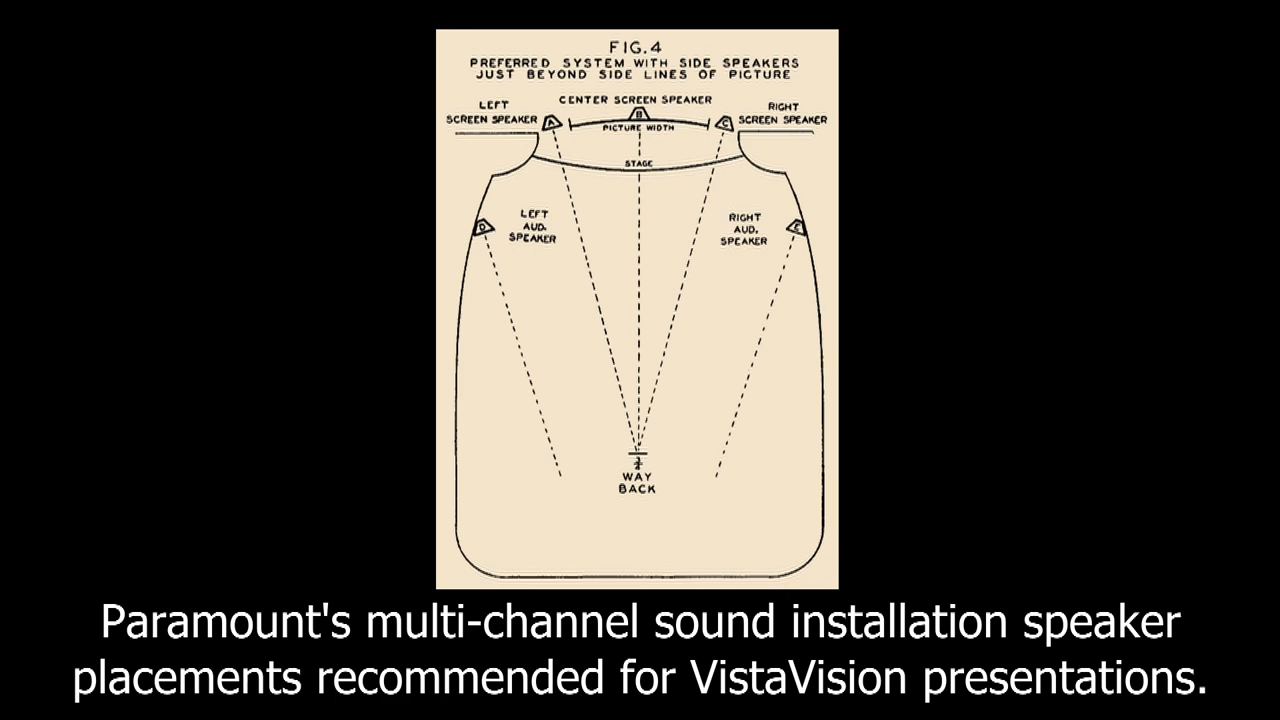 FIG.4
PREFERRED SYSTEM WITH SIDE SPEAKERS
JUST BEYOND SIDE LINES OF PICTURE
CENTER SCREEN SPEAKER
LEFT
SCREEN SPEAKER
RIGHT
SCREEN SPEAKER
A
B
C
PICTURE WIDTH
STAGE
LEFT
AUD.
SPEAKER
RIGHT
AUD.
SPEAKER
D
E
1/2
WAY
BACK
Paramount's multi-channel sound installation speaker
placements recommended for VistaVision presentations.